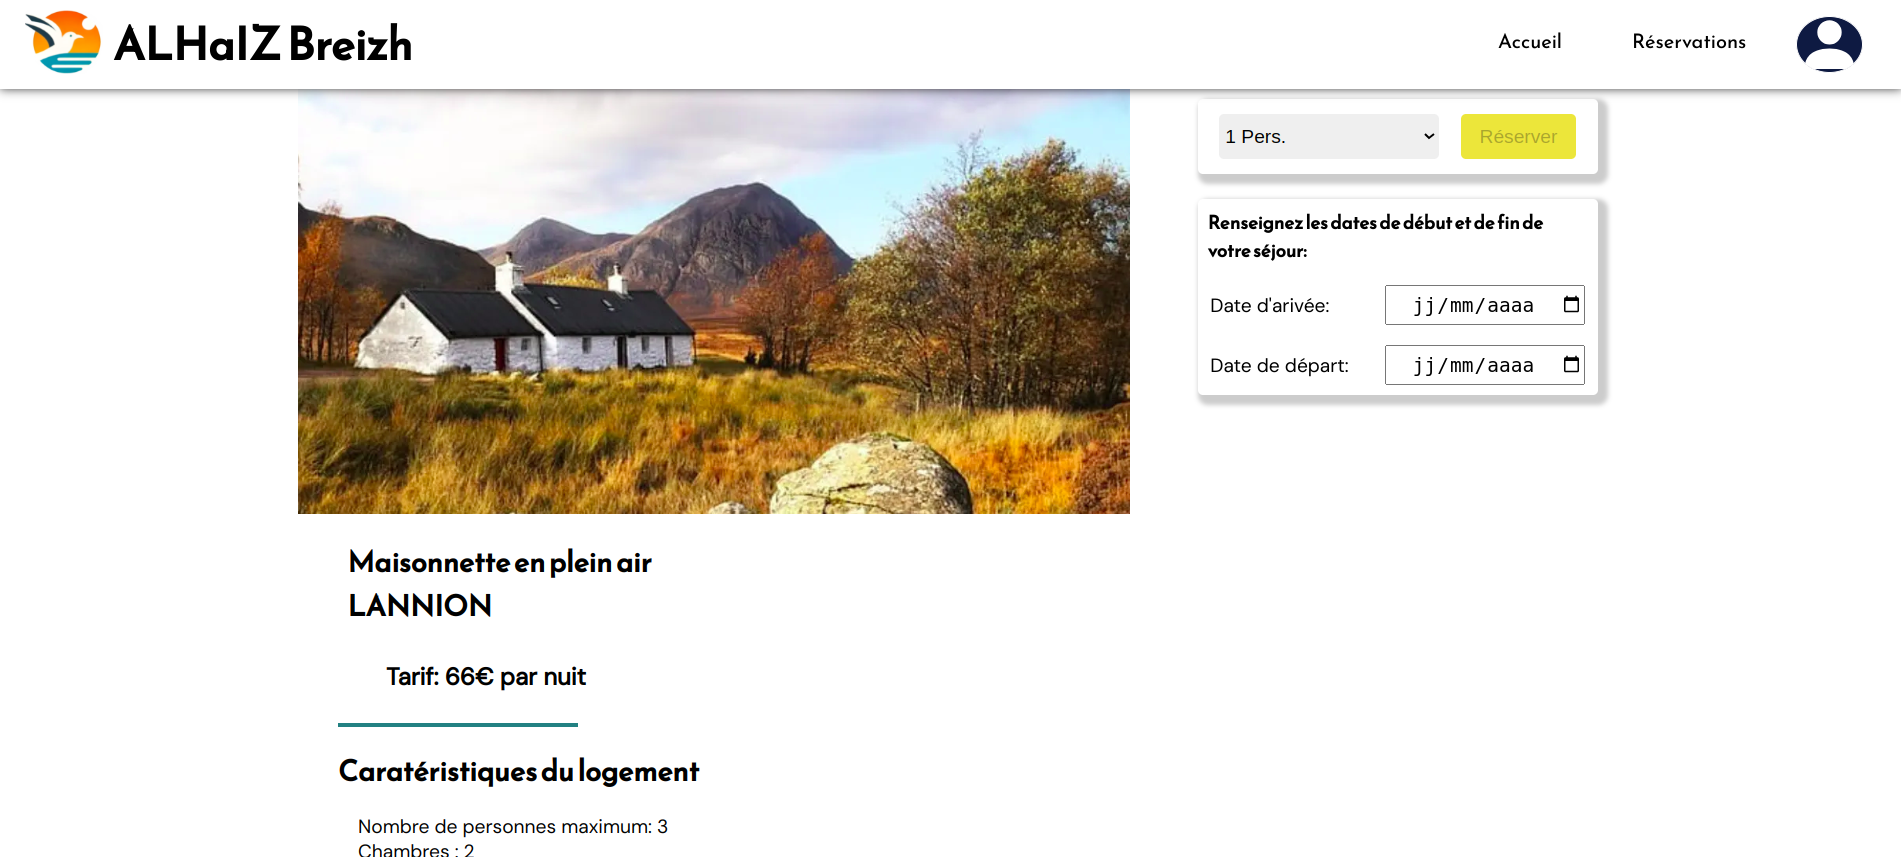 ALHaIZ Breizh
Accueil
Réservations
1 Pers.
Réserver
Renseignez les dates de début et de fin de
votre séjour:
Date d'arivée:
jj/mm/aaaa
Date de départ:
jj/mm/aaaa
Maisonnette en plein air
LANNION
Tarif: 66€ par nuit
Caratéristiques du logement
Nombre de personnes maximum: 3
Chambres : 2